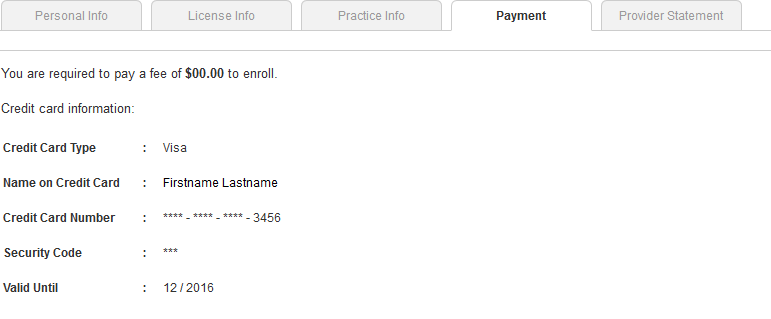 Personal Info License Info Practice Info Payment Provider Statement
You are required to pay a fee of $00.00 to enroll.
Credit card information:
Credit Card Type : Visa
Name on Credit Card : Firstname Lastname
Credit Card Number : **** - **** - **** - 3456
Security Code : ***
Valid Until : 12 / 2016